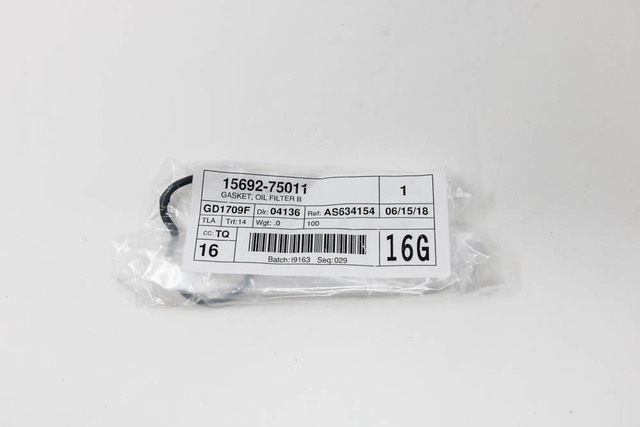 15692-75011 1
GASKET, OIL FILTER B
GD1709F Dlr: 04136 Ref: AS634154 06/15/18
TLA Trf:14 Wgt: .0 100
CC: TQ
16 16G
Batch: I9163 Seq: 029